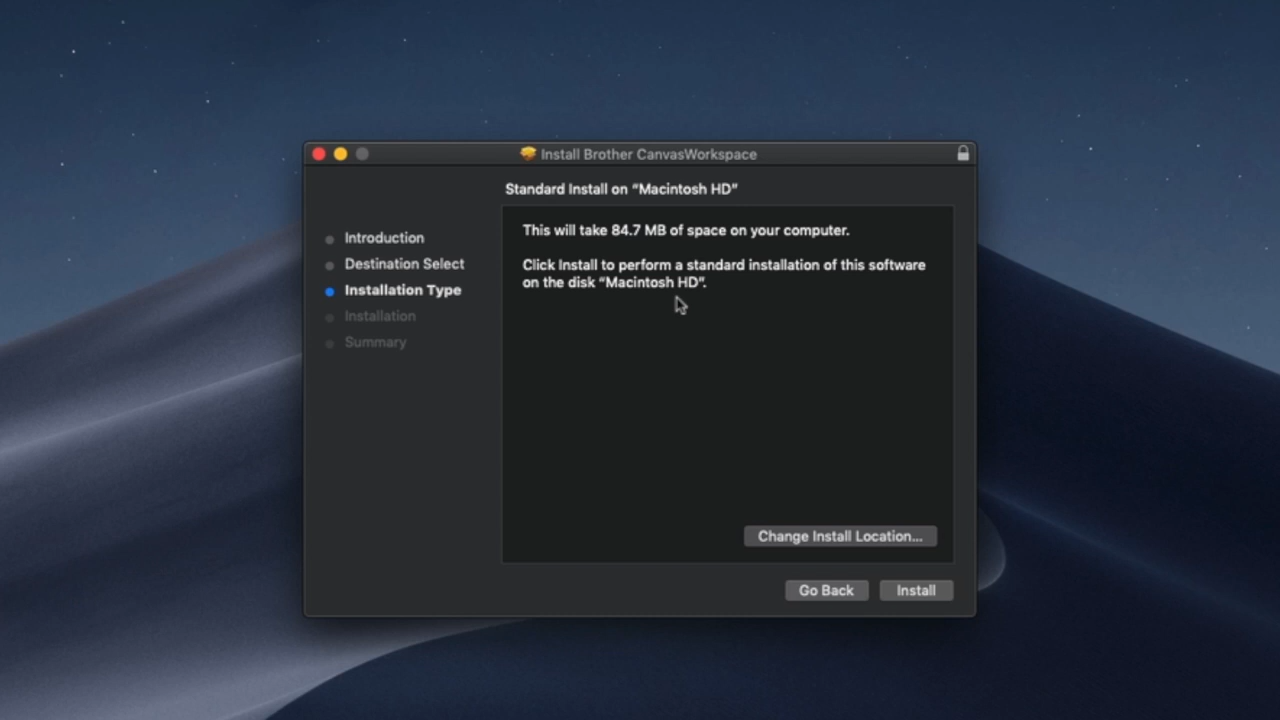 Install Brother CanvasWorkspace
Standard Install on “Macintosh HD”
Introduction
Destination Select
Installation Type
Installation
Summary
This will take 84.7 MB of space on your computer.
Click Install to perform a standard installation of this software
on the disk “Macintosh HD”.
Change Install Location...
Go Back
Install